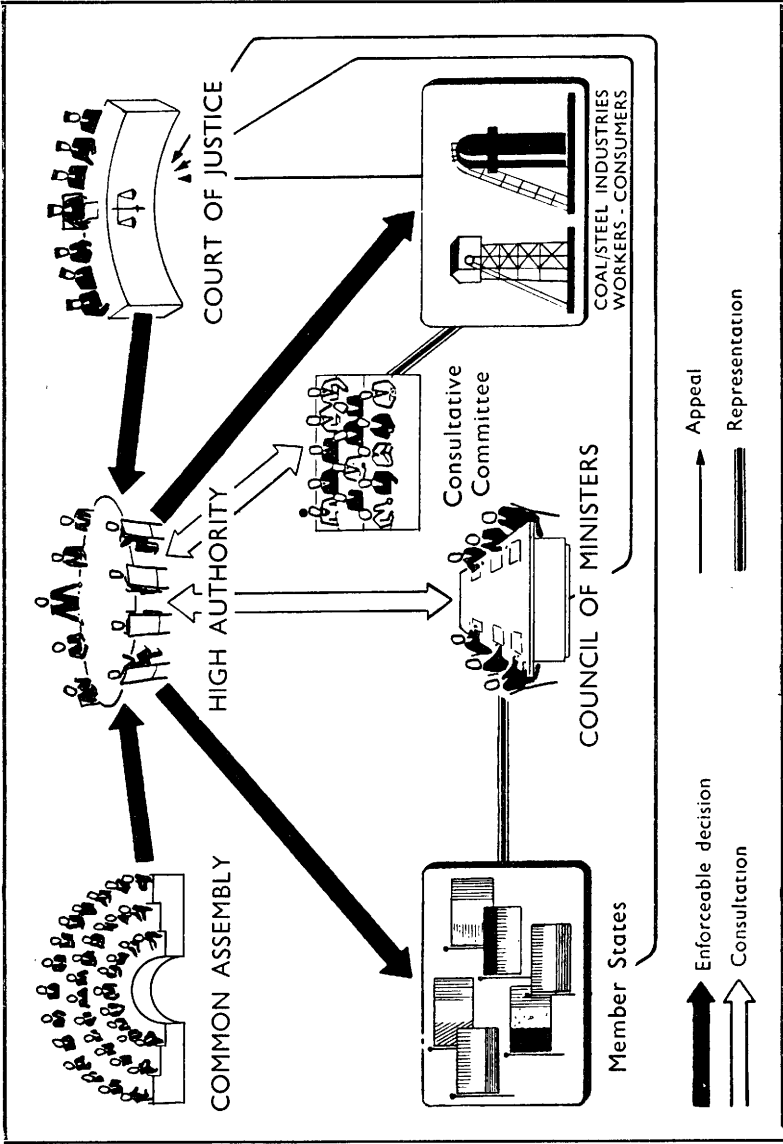 COMMON ASSEMBLY
HIGH AUTHORITY
COURT OF JUSTICE
Consultative
Committee
Member States
COUNCIL OF MINISTERS
COAL/STEEL INDUSTRIES
WORKERS - CONSUMERS
Enforceable decision
Appeal
Consultation
Representation